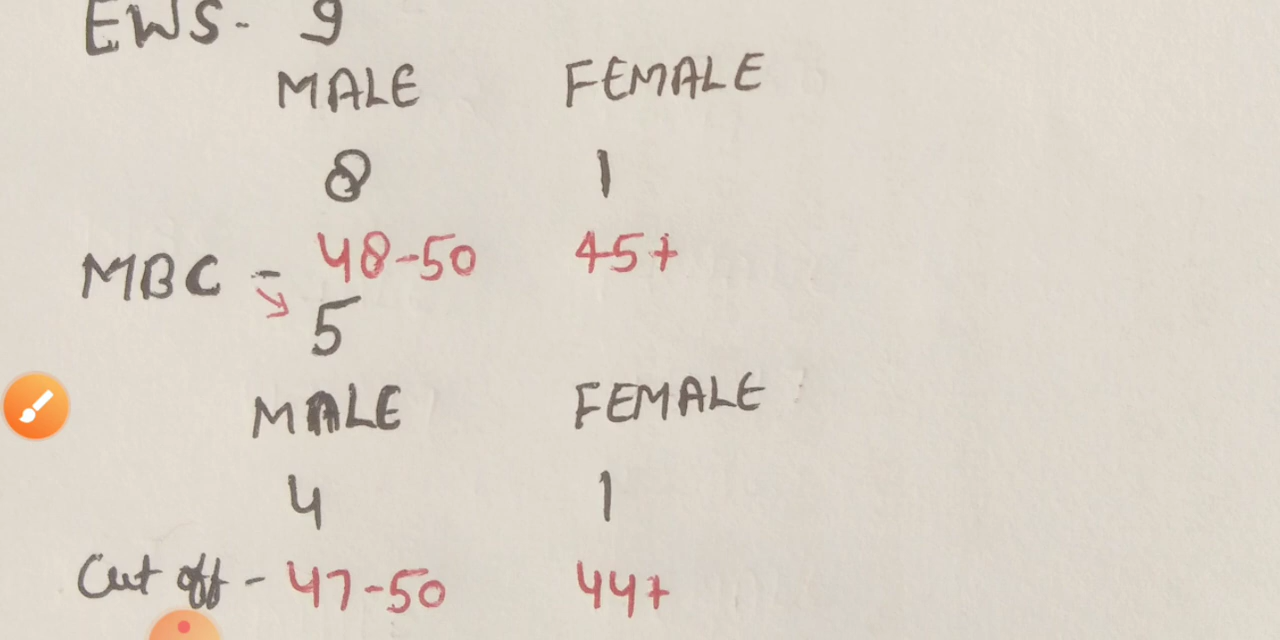 EWS- 9
MALE FEMALE
8 1
48-50 45+
MBC -
5
MALE FEMALE
4 1
Cut off - 47-50 44+